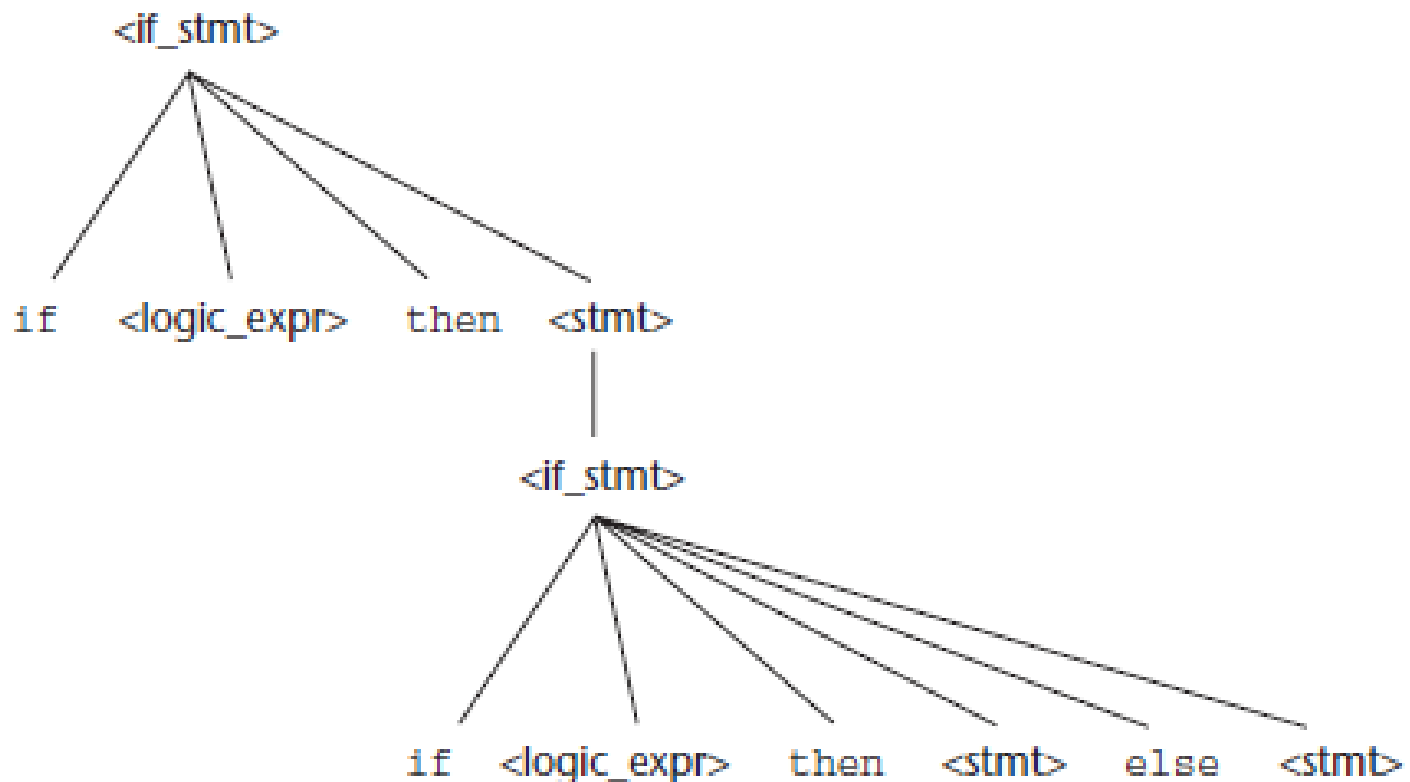 <if_stmt>
if <logic_expr> then <stmt>
<if_stmt>
if <logic_expr> then <stmt> else <stmt>